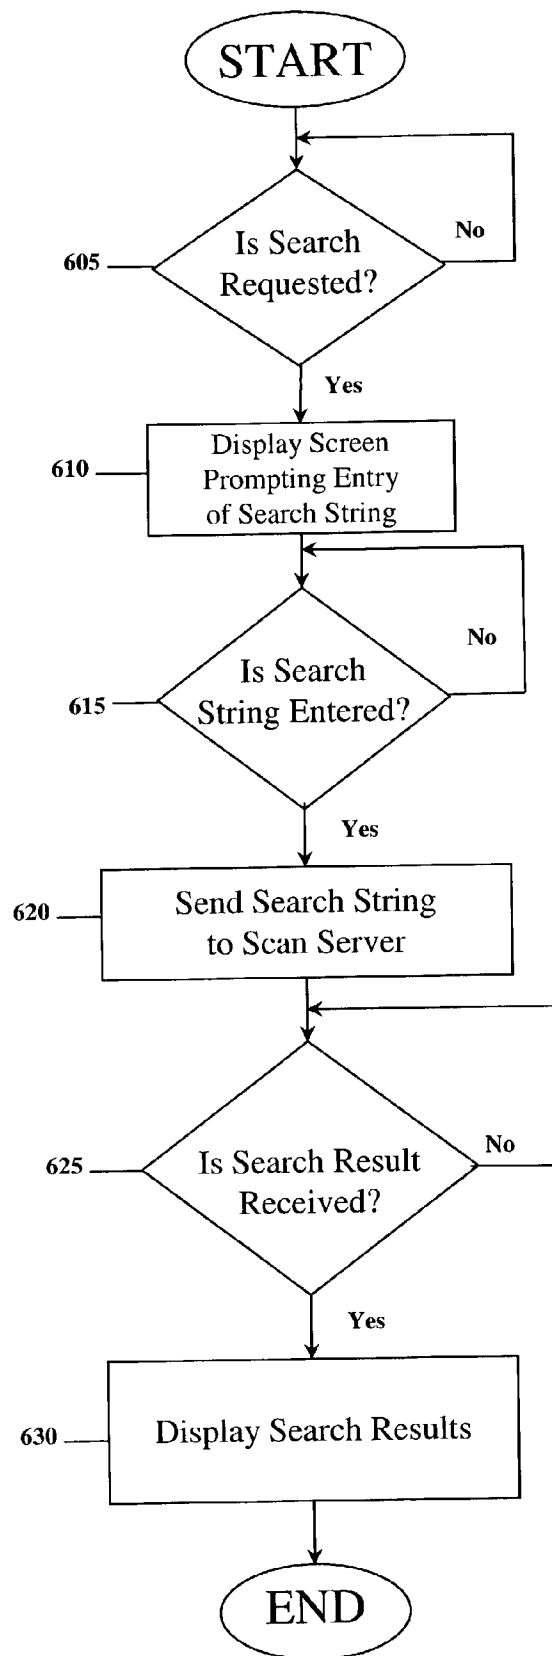 START
Is Search
Requested?
No
605
Yes
Display Screen
Prompting Entry
of Search String
610
Is Search
String Entered?
No
615
Yes
Send Search String
to Scan Server
620
Is Search Result
Received?
No
625
Yes
Display Search Results
630
END